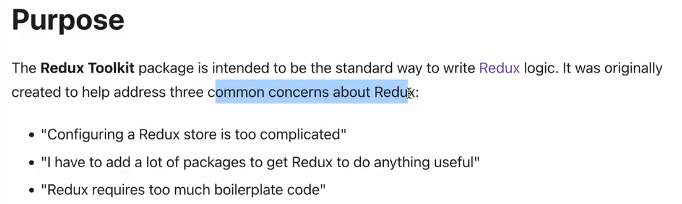 Purpose
The Redux Toolkit package is intended to be the standard way to write Redux logic. It was originally
created to help address three common concerns about Redux:
• "Configuring a Redux store is too complicated"
• "I have to add a lot of packages to get Redux to do anything useful"
• "Redux requires too much boilerplate code"